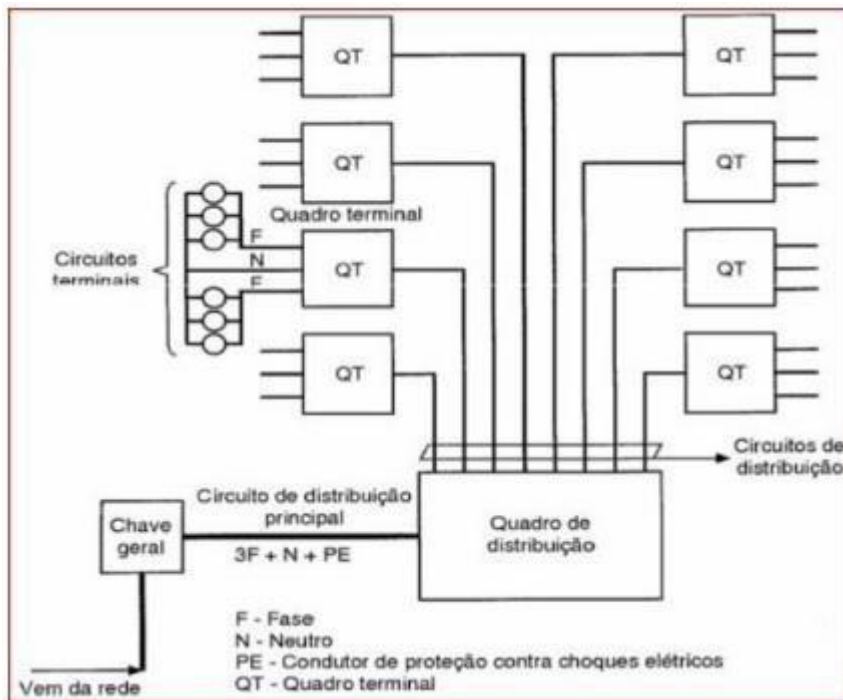 QT
QT
QT
QT
Quadro terminal
F
N
F
Circuitos
terminais
QT
QT
QT
QT
Circuitos de
distribuição
Circuito de distribuição
principal
Chave
geral
3F + N + PE
Quadro de
distribuição
F - Fase
N - Neutro
PE - Condutor de proteção contra choques elétricos
QT - Quadro terminal
Vem da rede